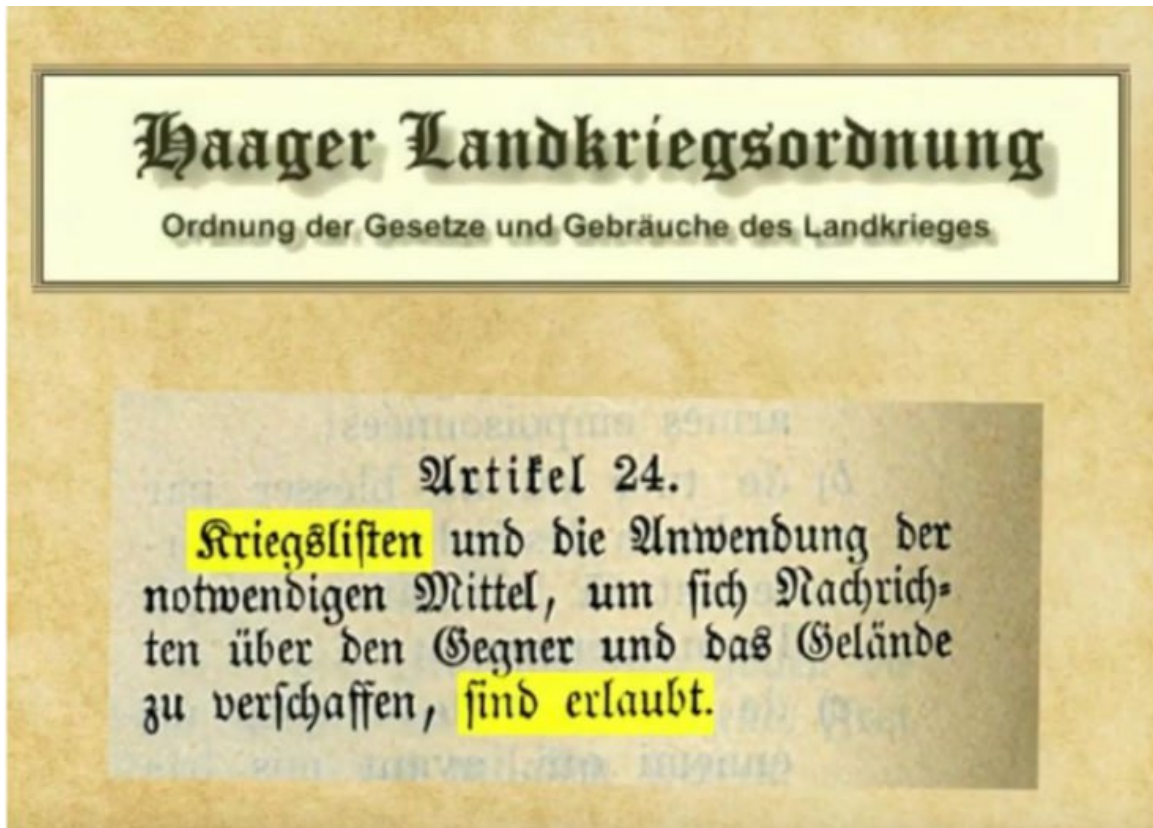 Haager Landkriegsordnung
Ordnung der Gesetze und Gebräuche des Landkrieges
Artikel 24.
Kriegsliſten und die Anwendung der
notwendigen Mittel, um ſich Nachrich⸗
ten über den Gegner und das Gelände
zu verſchaffen, ſind erlaubt.